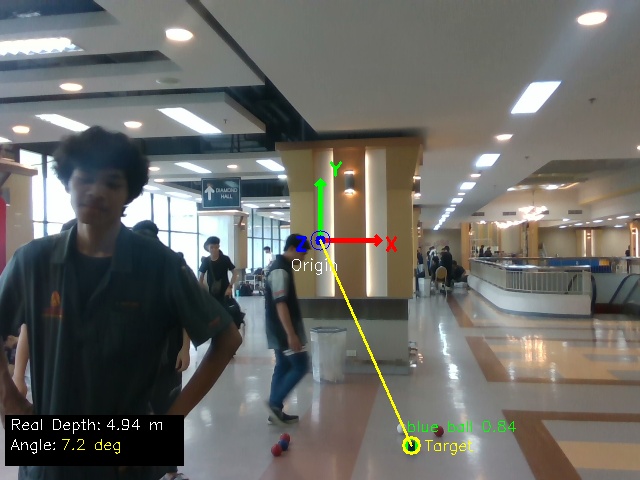 DIAMOND
HALL
Y
Z
X
Origin
blue ball 0.84
Target
Real Depth: 4.94 m
Angle: 7.2 deg